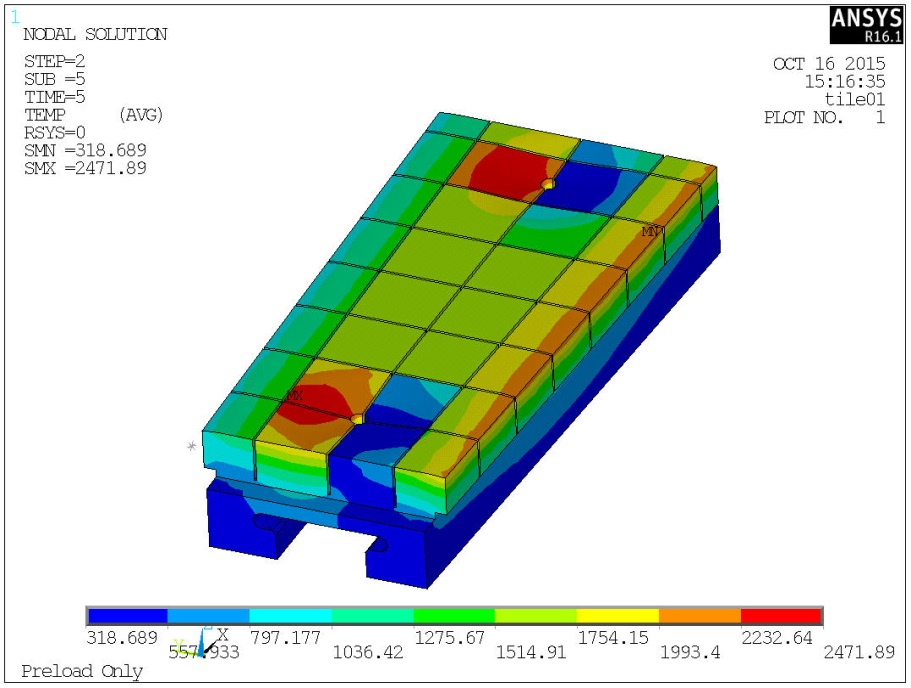 1
NODAL SOLUTION
STEP=2
SUB =5
TIME=5
TEMP (AVG)
RSYS=0
SMN =318.689
SMX =2471.89
ANSYS
R16.1
OCT 16 2015
15:16:35
tile01
PLOT NO. 1
MN
MX
X
Y
318.689 797.177 1275.67 1754.15 2232.64
557.933 1036.42 1514.91 1993.4 2471.89
Preload Only